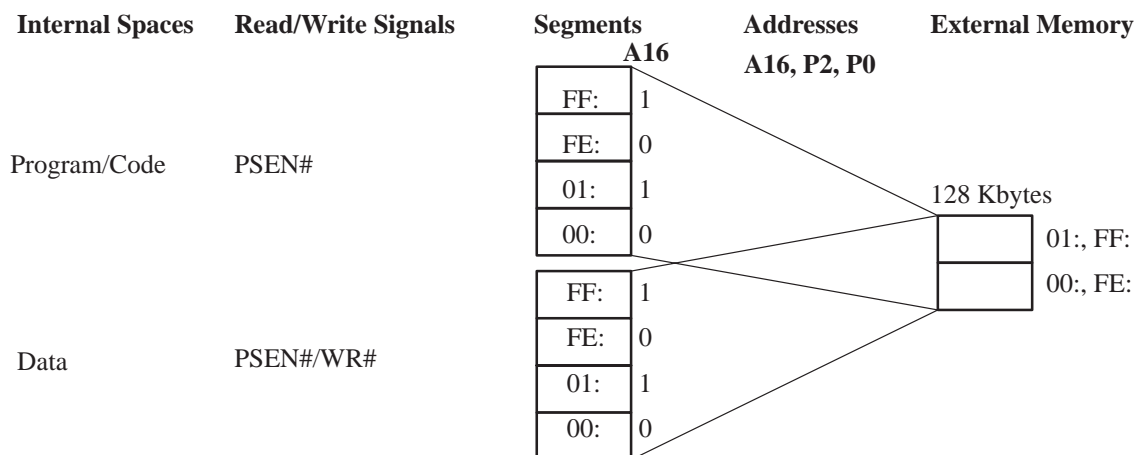 Internal Spaces Read/Write Signals Segments Addresses External Memory
A16 A16, P2, P0
FF: 1
FE: 0
Program/Code PSEN#
01: 1
128 Kbytes
00: 0 01:, FF:
FF: 1 00:, FE:
FE: 0
Data PSEN#/WR#
01: 1
00: 0